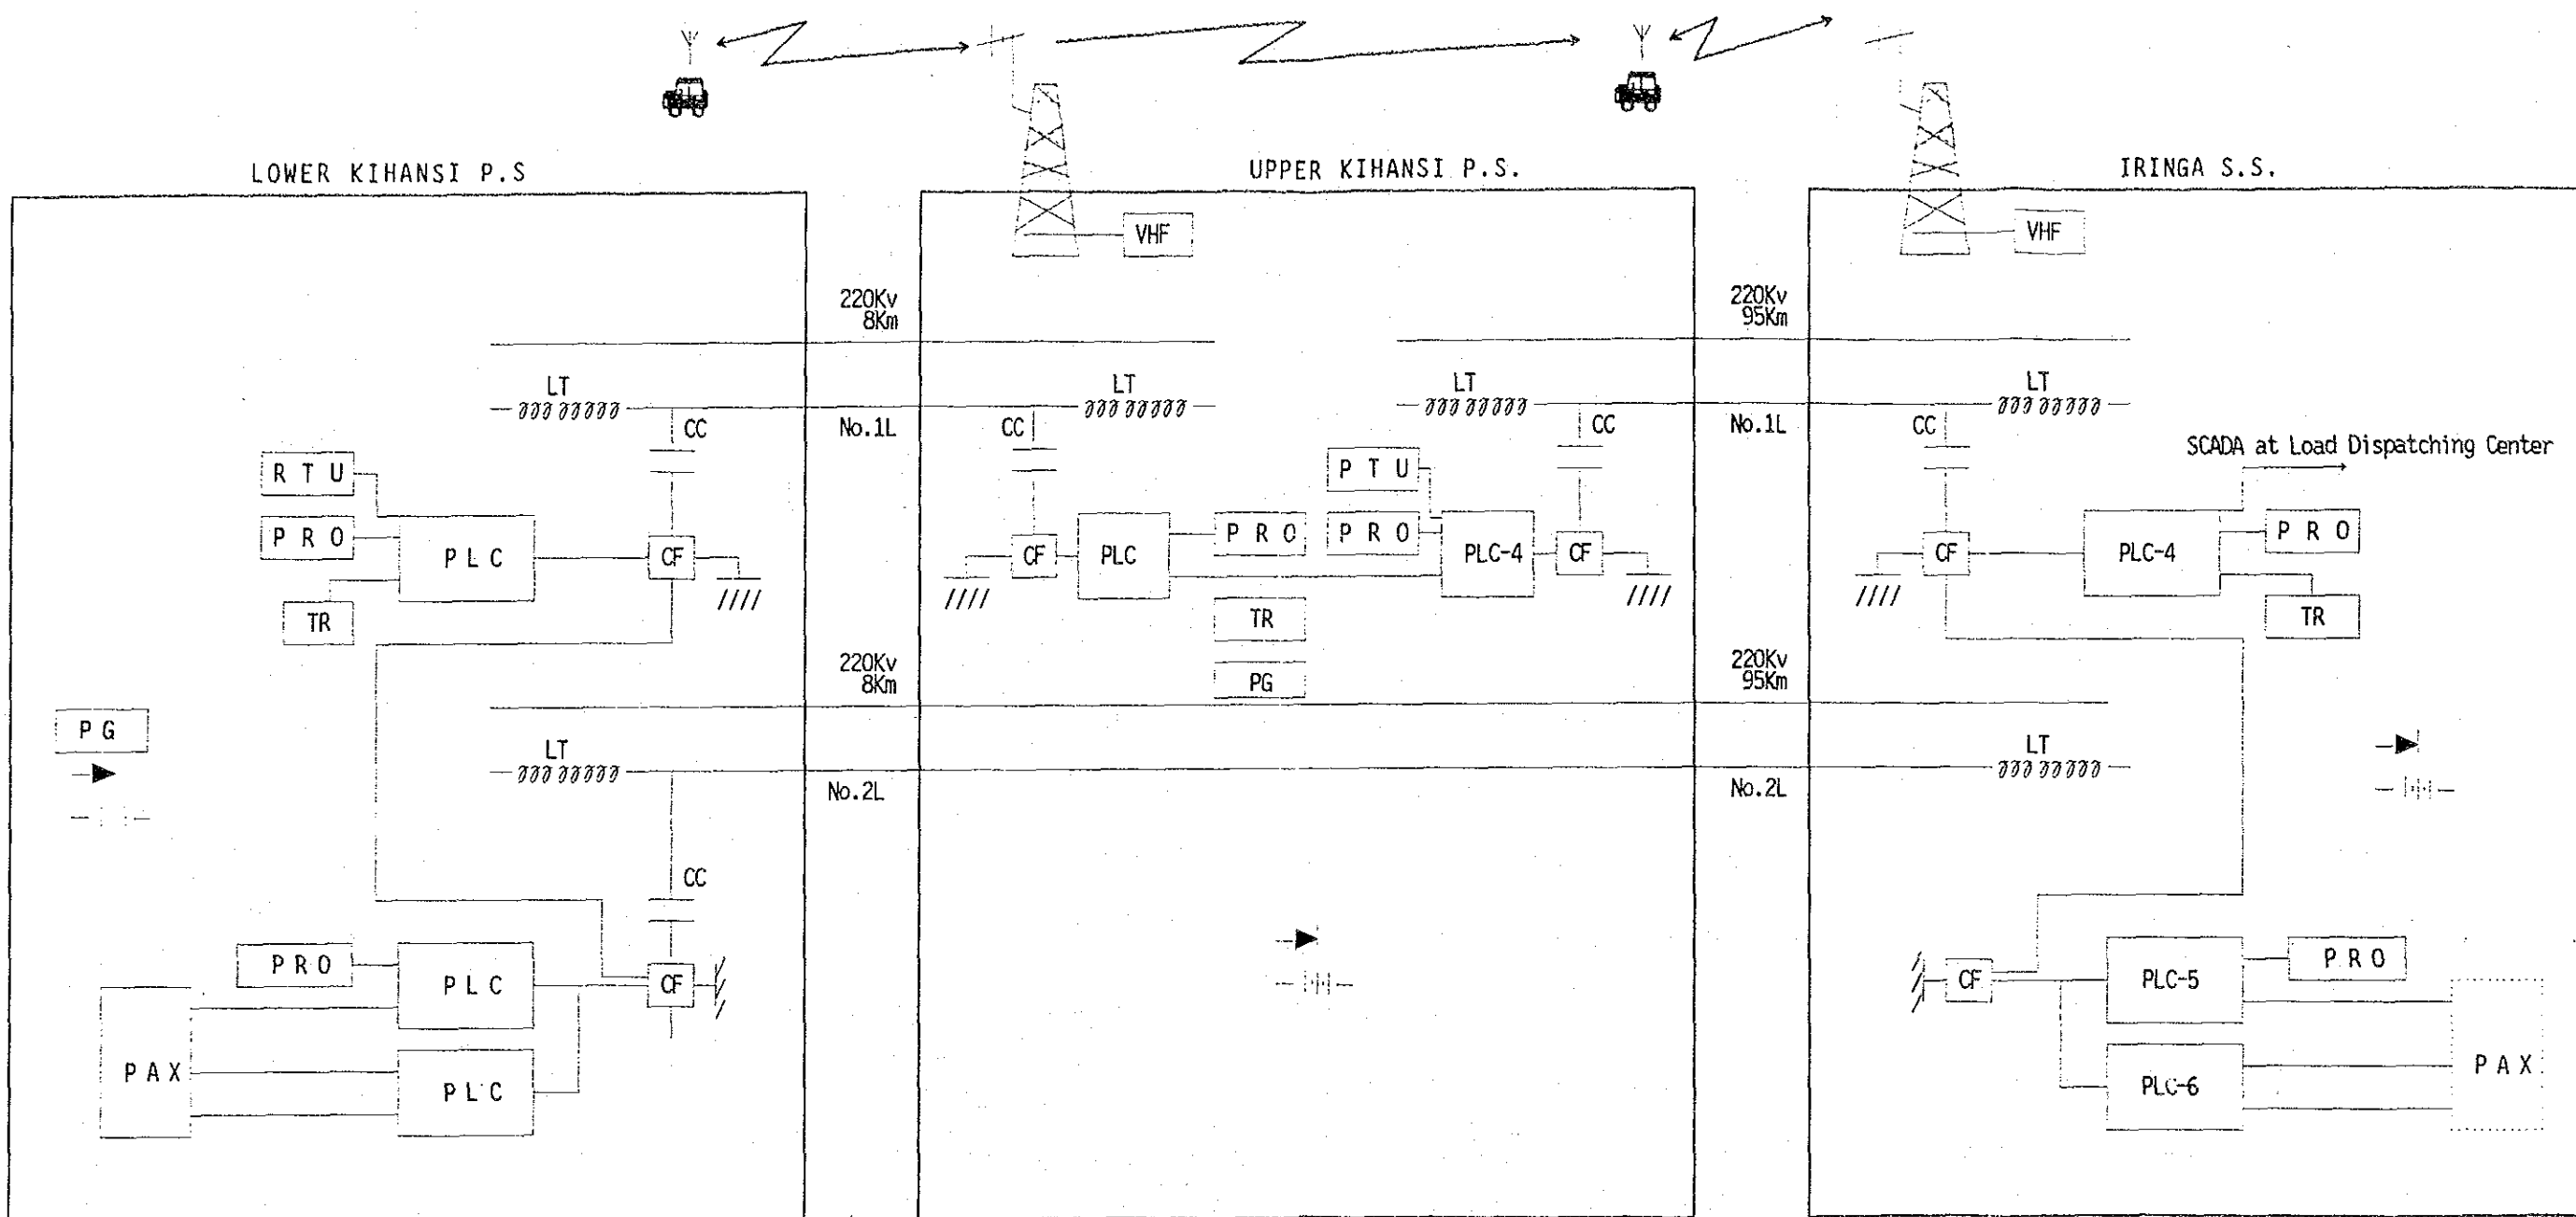 LOWER KIHANSI P.S
UPPER KIHANSI P.S.
IRINGA S.S.
VHF
VHF
220Kv
8Km
220Kv
95Km
LT
LT
LT
LT
CC
No.1L
CC
CC
No.1L
CC
SCADA at Load Dispatching Center
R T U
P T U
P R O
P R O
P R O
P R O
P L C
CF
CF
PLC
PLC-4
CF
CF
PLC-4
TR
TR
TR
220Kv
8Km
PG
220Kv
95Km
P G
LT
LT
No.2L
No.2L
CC
P R O
P L C
CF
CF
PLC-5
P R O
P A X
P L C
PLC-6
P A X